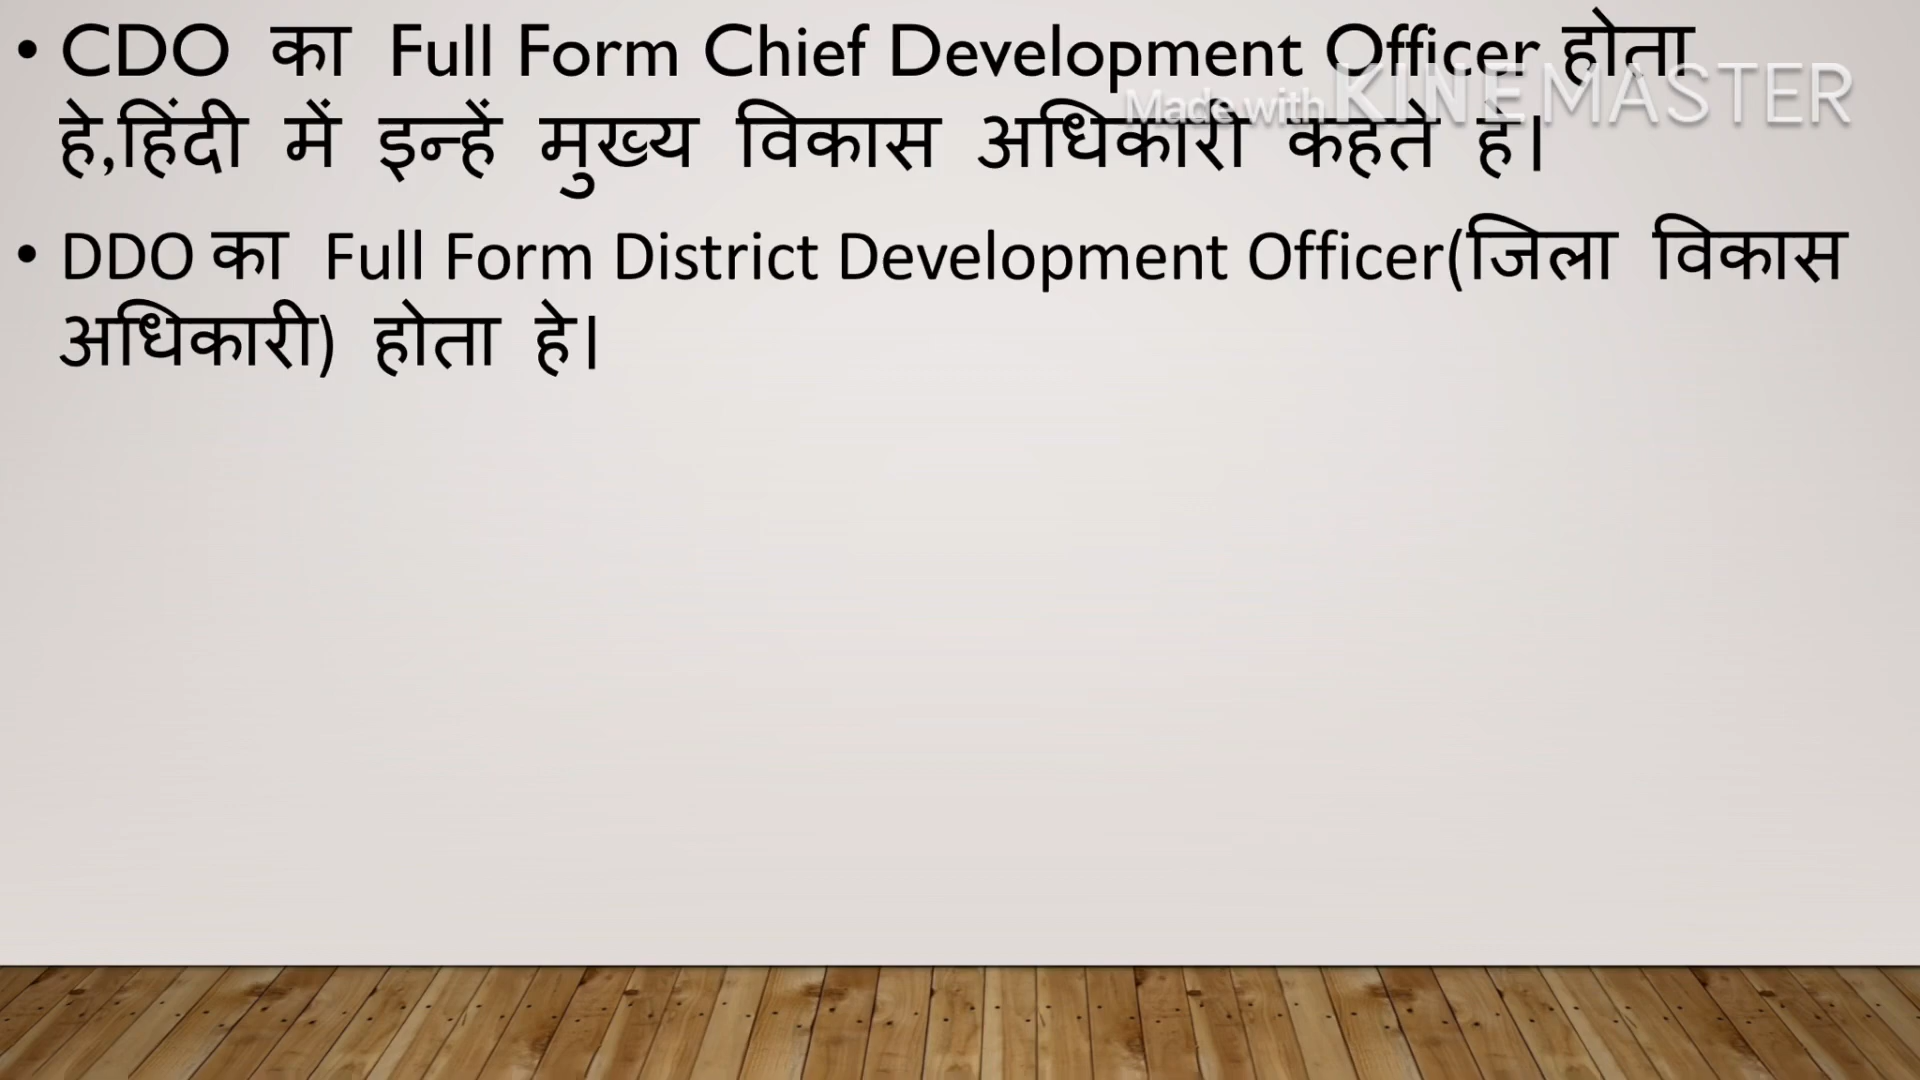 • CDO का Full Form Chief Development Officer होता
हे,हिंदी में इन्हें मुख्य विकास अधिकारी कहते हे।
Made with KINEMASTER
• DDO का Full Form District Development Officer(जिला विकास
अधिकारी) होता हे।